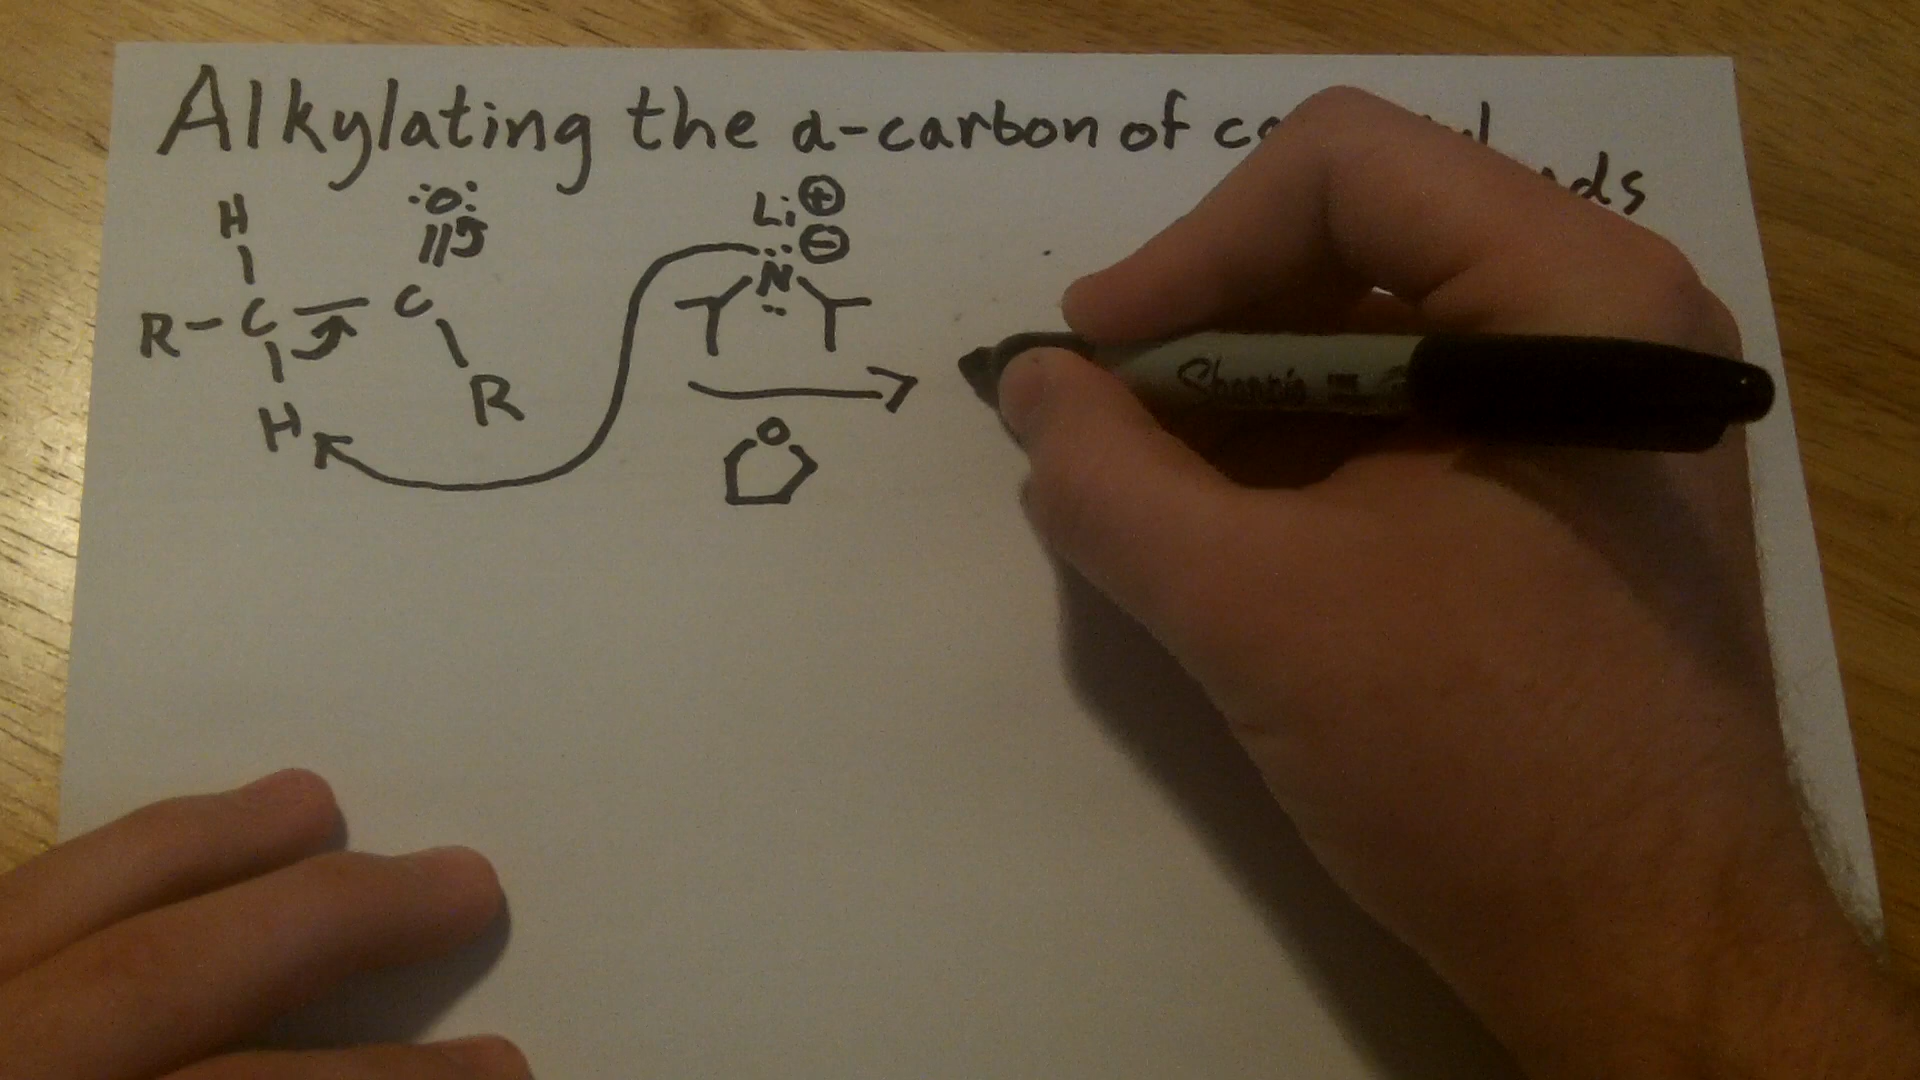 Alkylating the α-carbon of
H :O: Li ⊕
R-C-C N: ⊖
H R
O
Sharpie